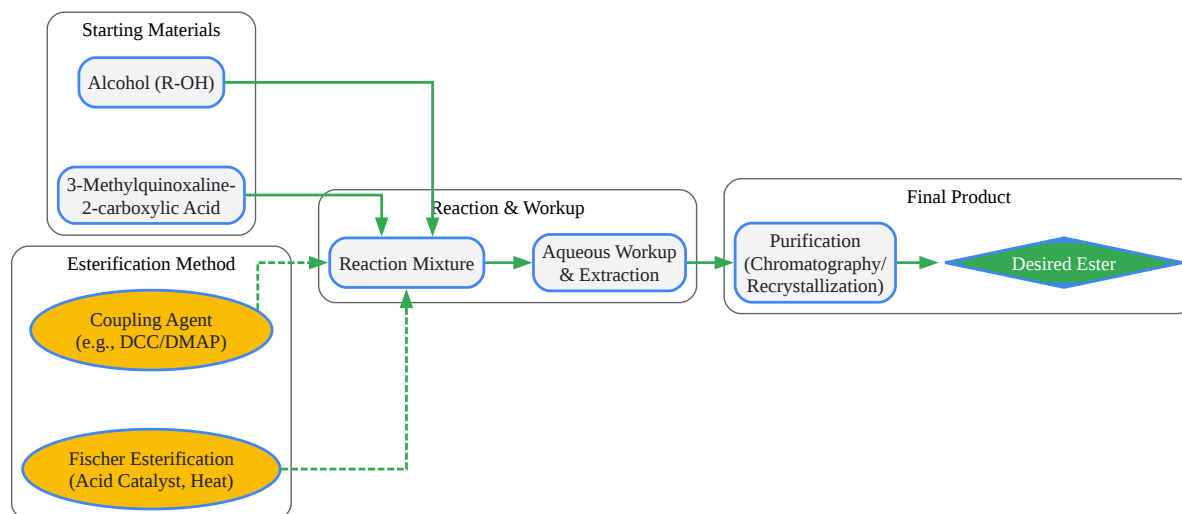 Starting Materials
Alcohol (R-OH)
3-Methylquinoxaline-
2-carboxylic Acid
Esterification Method
Coupling Agent
(e.g., DCC/DMAP)
Fischer Esterification
(Acid Catalyst, Heat)
Reaction & Workup
Reaction Mixture
Aqueous Workup
& Extraction
Final Product
Purification
(Chromatography/
Recrystallization)
Desired Ester